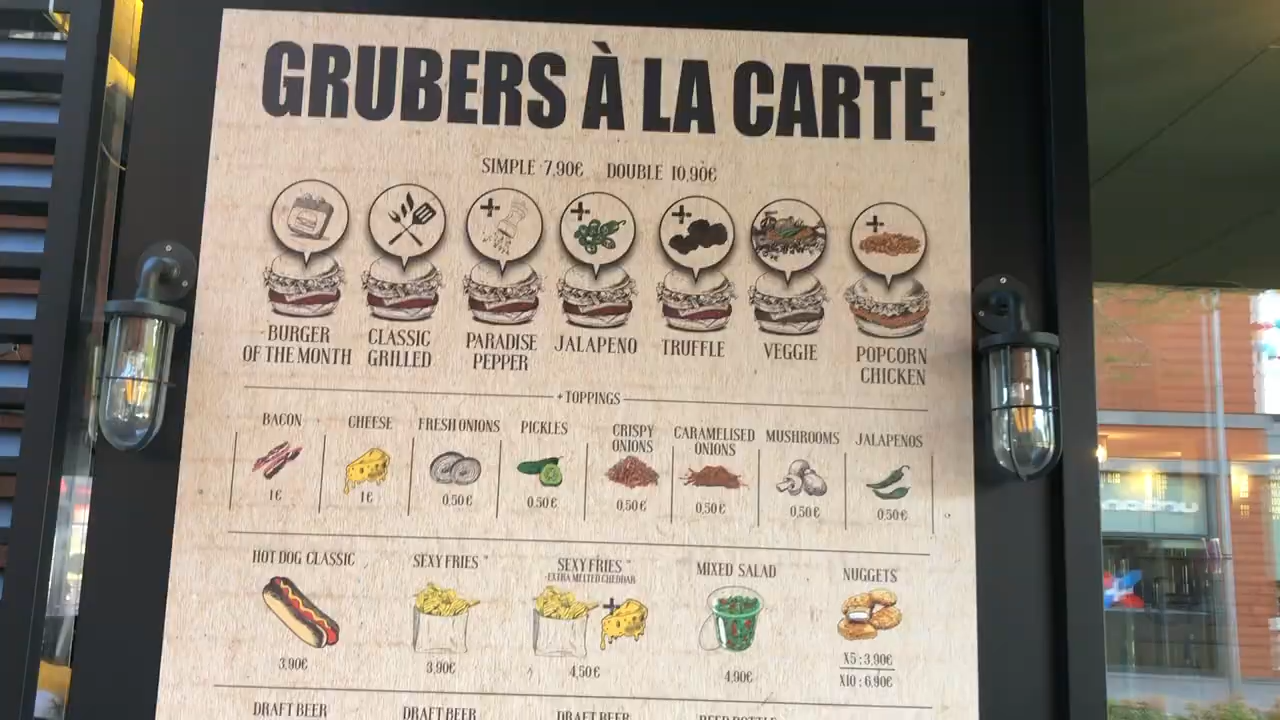 GRUBERS À LA CARTE
SIMPLE 7,90€ DOUBLE 10,90€
BURGER
OF THE MONTH
CLASSIC
GRILLED
PARADISE
PEPPER
JALAPENO
TRUFFLE
VEGGIE
POPCORN
CHICKEN
+TOPPINGS
BACON
1€
CHEESE
1€
FRESH ONIONS
0,50€
PICKLES
0,50€
CRISPY
ONIONS
0,50€
CARAMELISED
ONIONS
0,50€
MUSHROOMS
0,50€
JALAPENOS
0,50€
HOT DOG CLASSIC
3,90€
SEXY FRIES
3,90€
SEXY FRIES
-EXTRA MELTED CHEDDAR
4,50€
MIXED SALAD
4,90€
NUGGETS
X5 : 3,90€
X10 : 6,90€
DRAFT BEER
DRAFT BEER
DRAFT BEER
BEER BOTTLE